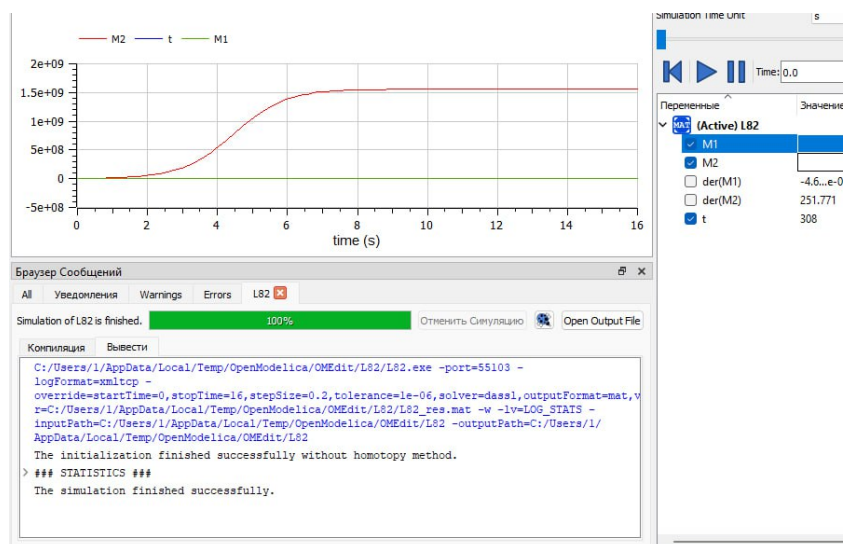 Simulation Time Unit
s
M2 t M1
2e+09
1.5e+09
1e+09
5e+08
0
-5e+08
0 2 4 6 8 10 12 14 16
time (s)
Time: 0.0
Переменные Значение
MAT (Active) L82
M1
M2
der(M1) -4.6...e-0
der(M2) 251.771
t 308
Браузер Сообщений
All Уведомления Warnings Errors L82
Simulation of L82 is finished. 100% Отменить Симуляцию Open Output File
Компиляция Вывести
C:/Users/1/AppData/Local/Temp/OpenModelica/OMEdit/L82/L82.exe -port=55103 -
logFormat=xmltcp -
override=startTime=0,stopTime=16,stepSize=0.2,tolerance=1e-06,solver=dassl,outputFormat=mat,v
r=C:/Users/1/AppData/Local/Temp/OpenModelica/OMEdit/L82/L82_res.mat -w -lv=LOG_STATS -
inputPath=C:/Users/1/AppData/Local/Temp/OpenModelica/OMEdit/L82 -outputPath=C:/Users/1/
AppData/Local/Temp/OpenModelica/OMEdit/L82
The initialization finished successfully without homotopy method.
> ### STATISTICS ###
The simulation finished successfully.